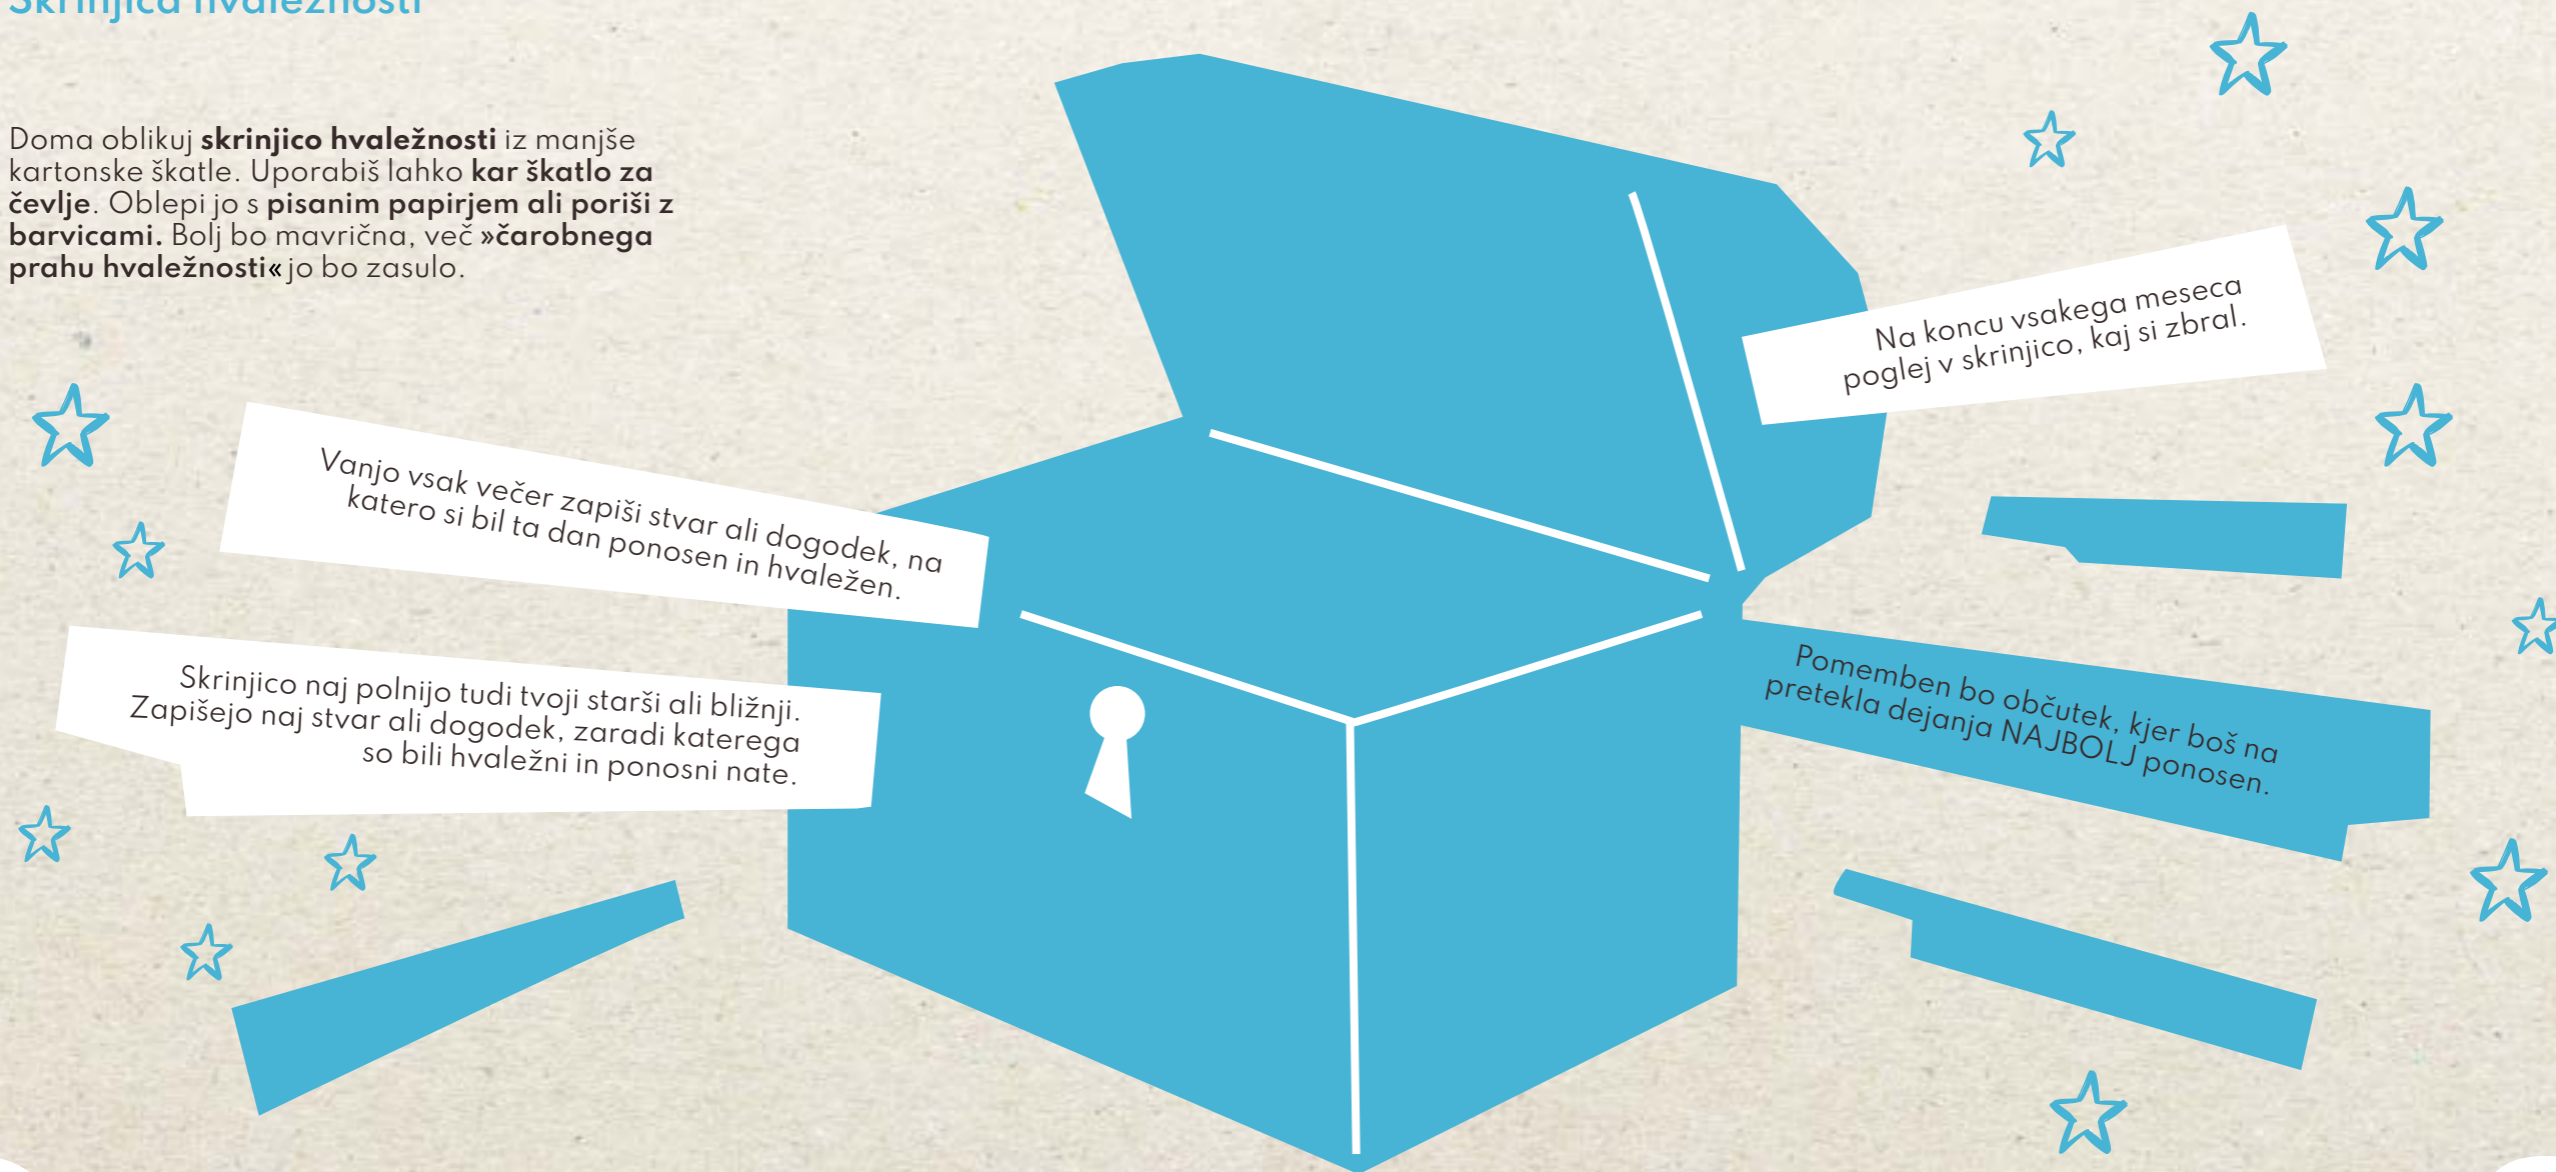 Skrinjica hvaležnosti
Doma oblikuj skrinjico hvaležnosti iz manjše
kartonske škatle. Uporabiš lahko kar škatlo za
čevlje. Oblepi jo s pisanim papirjem ali poriši z
barvicami. Bolj bo mavrična, več »čarobnega
prahu hvaležnosti« jo bo zasulo.
Vanjo vsak večer zapiši stvar ali dogodek, na
katero si bil ta dan ponosen in hvaležen.
Skrinjico naj polnijo tudi tvoji starši ali bližnji.
Zapišejo naj stvar ali dogodek, zaradi katerega
so bili hvaležni in ponosni nate.
Na koncu vsakega meseca
poglej v skrinjico, kaj si zbral.
Pomemben bo občutek, kjer boš na
pretekla dejanja NAJBOLJ ponosen.